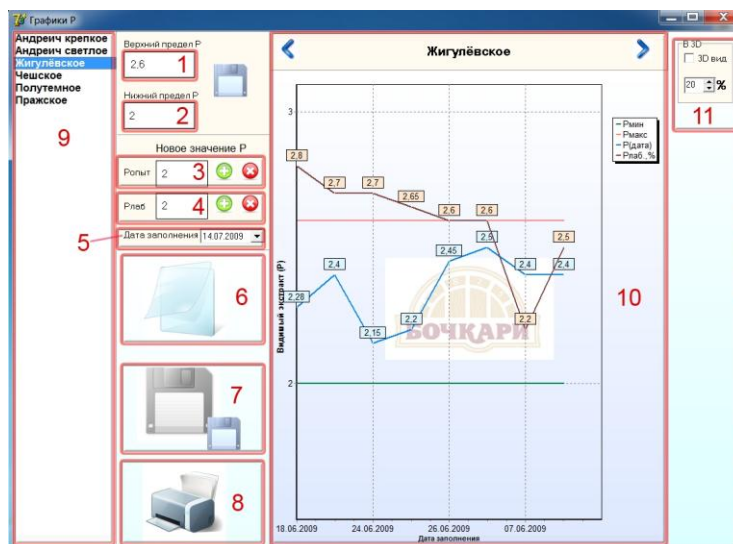 Графики Р
Андреич крепкое
Андреич светлое
Жигулёвское
Чешское
Полутемное
Пражское
9
Верхний предел Р
2,6
1
Нижний предел Р
2
2
Новое значение Р
Ропыт
2
3
Рлаб
2
4
5
Дата заполнения
14.07.2009
6
7
8
Жигулёвское
Видимый экстракт (Р)
3
2
2,8
2,7
2,7
2,65
2,6
2,6
2,5
2,2
2,28
2,4
2,15
2,2
2,45
2,5
2,4
2,4
БОЧКАРИ
18.06.2009
24.06.2009
26.06.2009
07.06.2009
Дата заполнения
Рмин
Рмакс
Р(дата)
Рлаб.,%
10
В 3D
3D вид
20
%
11